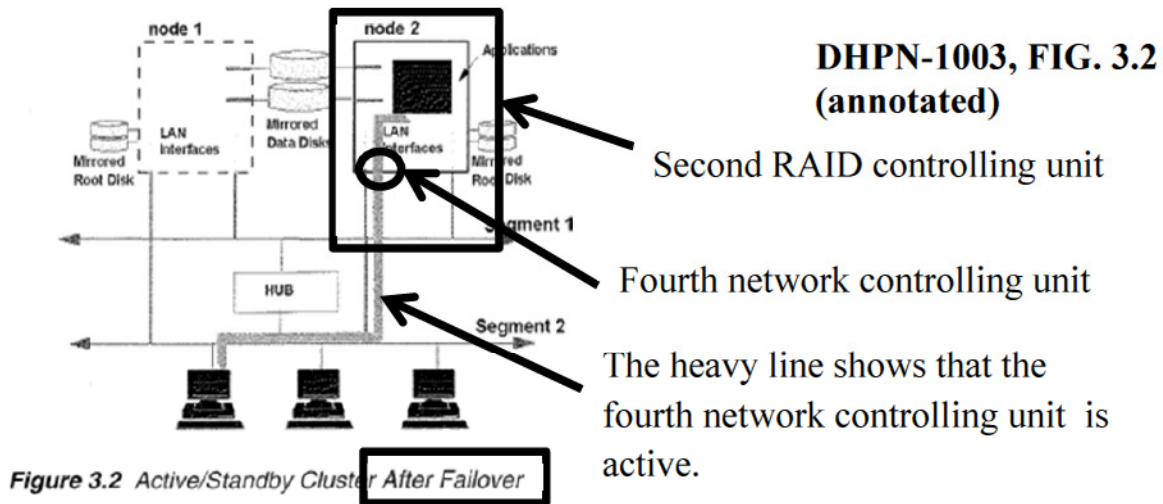 node 1
node 2
Applications
LAN
Interfaces
Mirrored
Data Disks
LAN
Interfaces
Mirrored
Root Disk
Mirrored
Root Disk
Segment 1
HUB
Segment 2
Figure 3.2 Active/Standby Cluster After Failover
DHPN-1003, FIG. 3.2
(annotated)
Second RAID controlling unit
Fourth network controlling unit
The heavy line shows that the
fourth network controlling unit is
active.